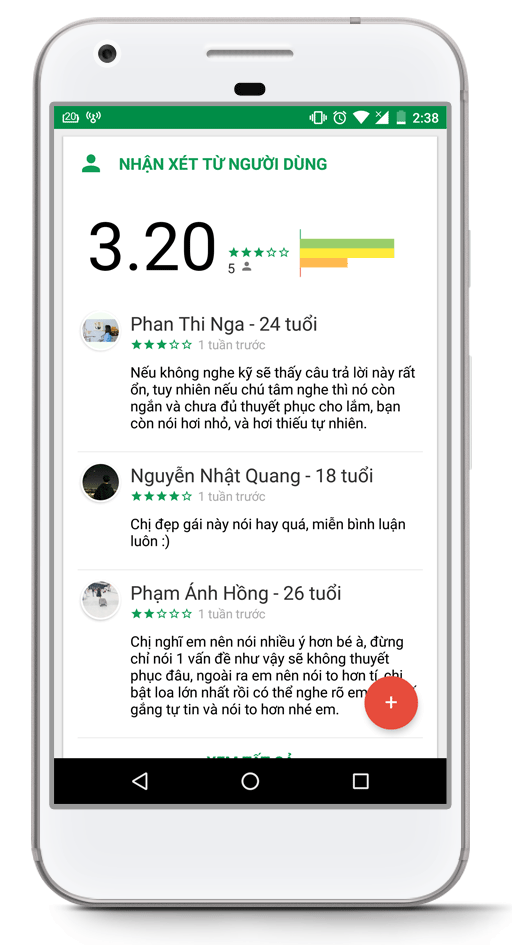 20 2:38
NHẬN XÉT TỪ NGƯỜI DÙNG
3.20
5
Phan Thi Nga - 24 tuổi
1 tuần trước
Nếu không nghe kỹ sẽ thấy câu trả lời này rất
ổn, tuy nhiên nếu chú tâm nghe thì nó còn
ngắn và chưa đủ thuyết phục cho lắm, bạn
còn nói hơi nhỏ, và hơi thiếu tự nhiên.
Nguyễn Nhật Quang - 18 tuổi
1 tuần trước
Chị đẹp gái này nói hay quá, miễn bình luận
luôn :)
Phạm Ánh Hồng - 26 tuổi
1 tuần trước
Chị nghĩ em nên nói nhiều ý hơn bé à, đừng
chỉ nói 1 vấn đề như vậy sẽ không thuyết
phục đâu, ngoài ra em nên nói to hơn tí, chị
bật loa lớn nhất rồi có thể nghe rõ em
gắng tự tin và nói to hơn nhé em.
+